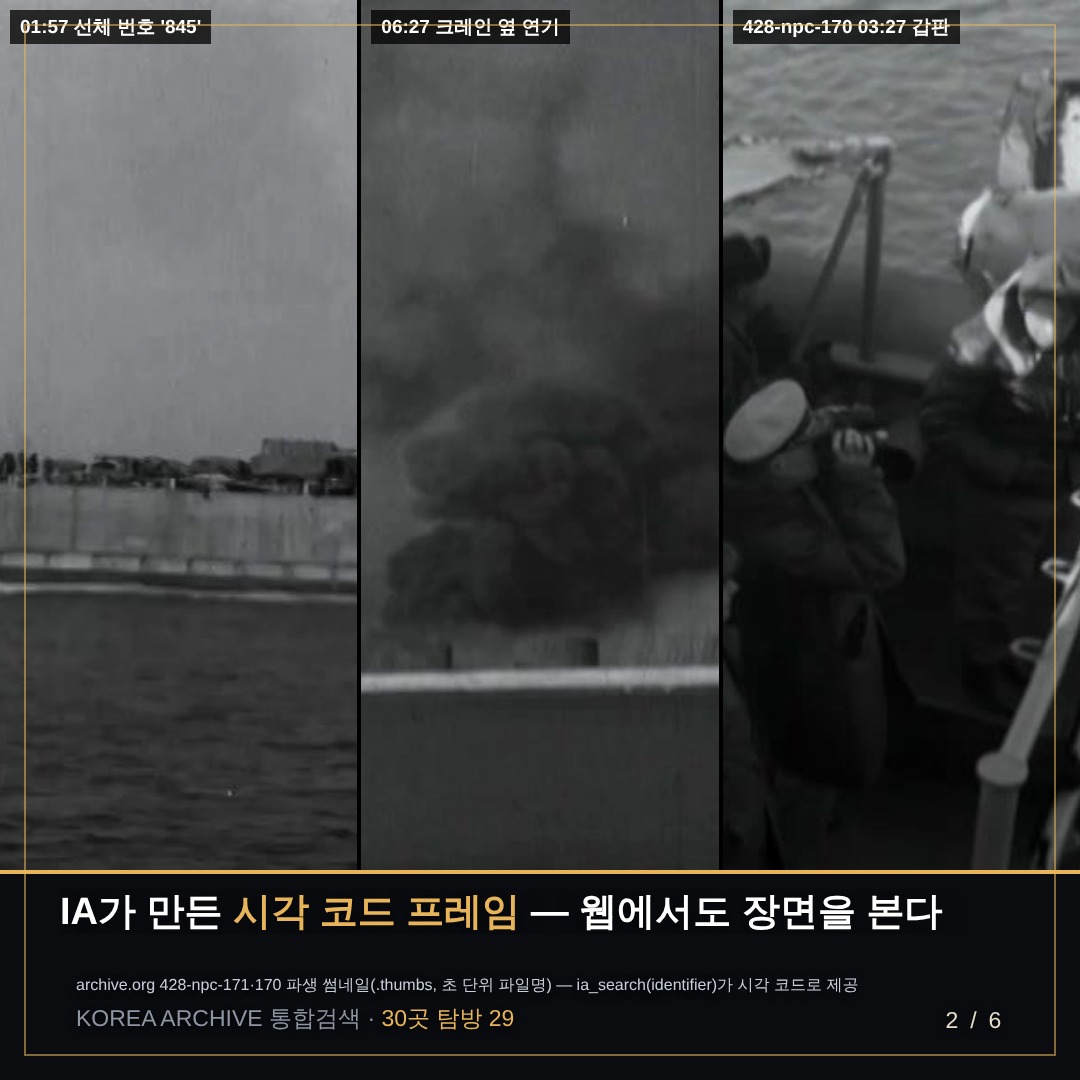 01:57 선체 번호 '845'
06:27 크레인 옆 연기
428-npc-170 03:27 갑판
IA가 만든 시각 코드 프레임 — 웹에서도 장면을 본다
archive.org 428-npc-171·170 파생 썸네일(.thumbs, 초 단위 파일명) — ia_search(identifier)가 시각 코드로 제공
KOREA ARCHIVE 통합검색 · 30곳 탐방 29
2 / 6